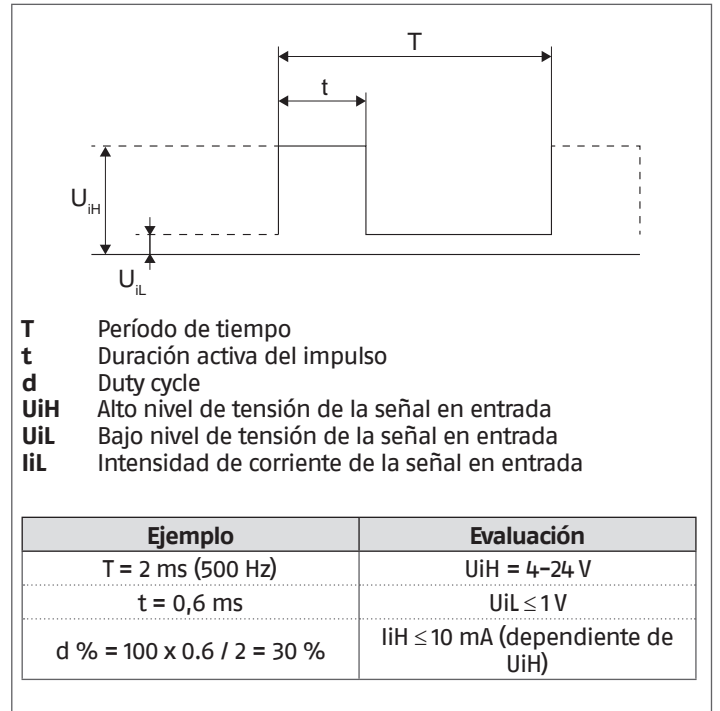 T
t
UiH
UiL
T Período de tiempo
t Duración activa del impulso
d Duty cycle
UiH Alto nivel de tensión de la señal en entrada
UiL Bajo nivel de tensión de la señal en entrada
IiL Intensidad de corriente de la señal en entrada
Ejemplo Evaluación
T = 2 ms (500 Hz) UiH = 4-24 V
t = 0,6 ms UiL ≤ 1 V
d % = 100 x 0.6 / 2 = 30 % IiH ≤ 10 mA (dependiente de
UiH)